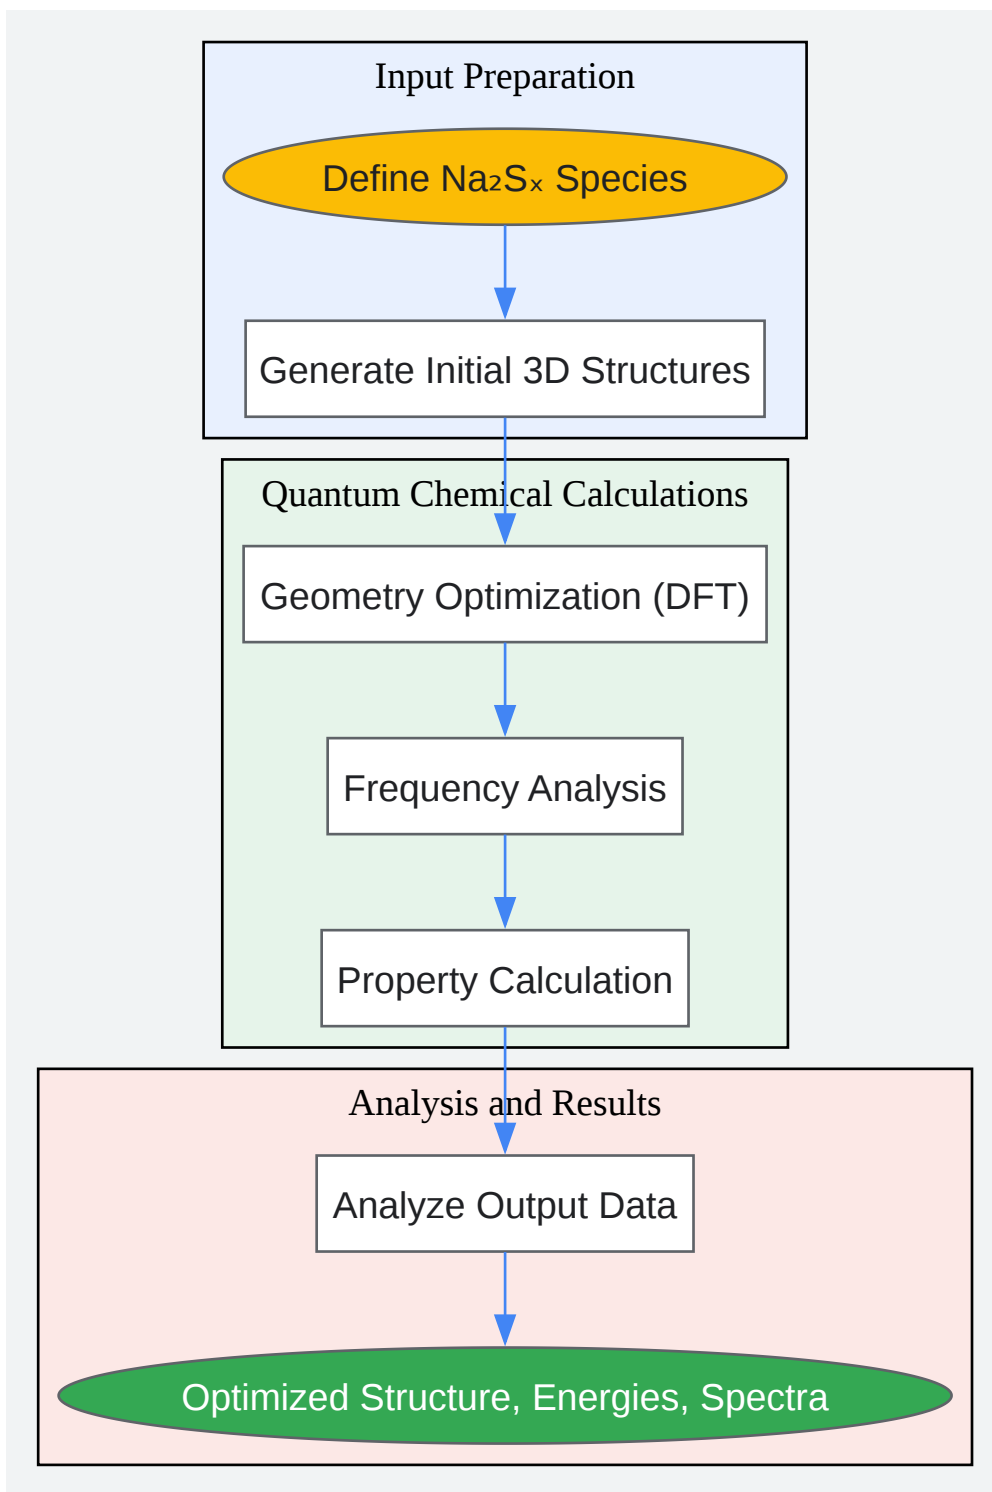 Input Preparation
Define Na₂Sₓ Species
Generate Initial 3D Structures
Quantum Chemical Calculations
Geometry Optimization (DFT)
Frequency Analysis
Property Calculation
Analysis and Results
Analyze Output Data
Optimized Structure, Energies, Spectra